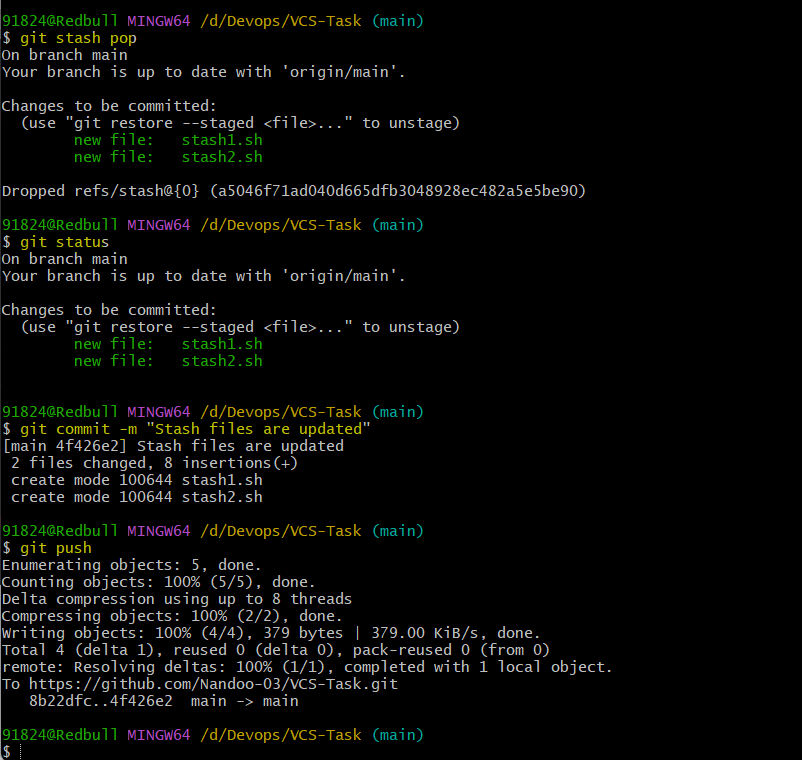 91824@Redbull MINGW64 /d/Devops/VCS-Task (main)
$ git stash pop
On branch main
Your branch is up to date with 'origin/main'.
Changes to be committed:
  (use "git restore --staged <file>..." to unstage)
        new file:   stash1.sh
        new file:   stash2.sh
Dropped refs/stash@{0} (a5046f71ad040d665dfb3048928ec482a5e5be90)
91824@Redbull MINGW64 /d/Devops/VCS-Task (main)
$ git status
On branch main
Your branch is up to date with 'origin/main'.
Changes to be committed:
  (use "git restore --staged <file>..." to unstage)
        new file:   stash1.sh
        new file:   stash2.sh
91824@Redbull MINGW64 /d/Devops/VCS-Task (main)
$ git commit -m "Stash files are updated"
[main 4f426e2] Stash files are updated
 2 files changed, 8 insertions(+)
 create mode 100644 stash1.sh
 create mode 100644 stash2.sh
91824@Redbull MINGW64 /d/Devops/VCS-Task (main)
$ git push
Enumerating objects: 5, done.
Counting objects: 100% (5/5), done.
Delta compression using up to 8 threads
Compressing objects: 100% (2/2), done.
Writing objects: 100% (4/4), 379 bytes | 379.00 KiB/s, done.
Total 4 (delta 1), reused 0 (delta 0), pack-reused 0 (from 0)
remote: Resolving deltas: 100% (1/1), completed with 1 local object.
To https://github.com/Nandoo-03/VCS-Task.git
   8b22dfc..4f426e2  main -> main
91824@Redbull MINGW64 /d/Devops/VCS-Task (main)
$